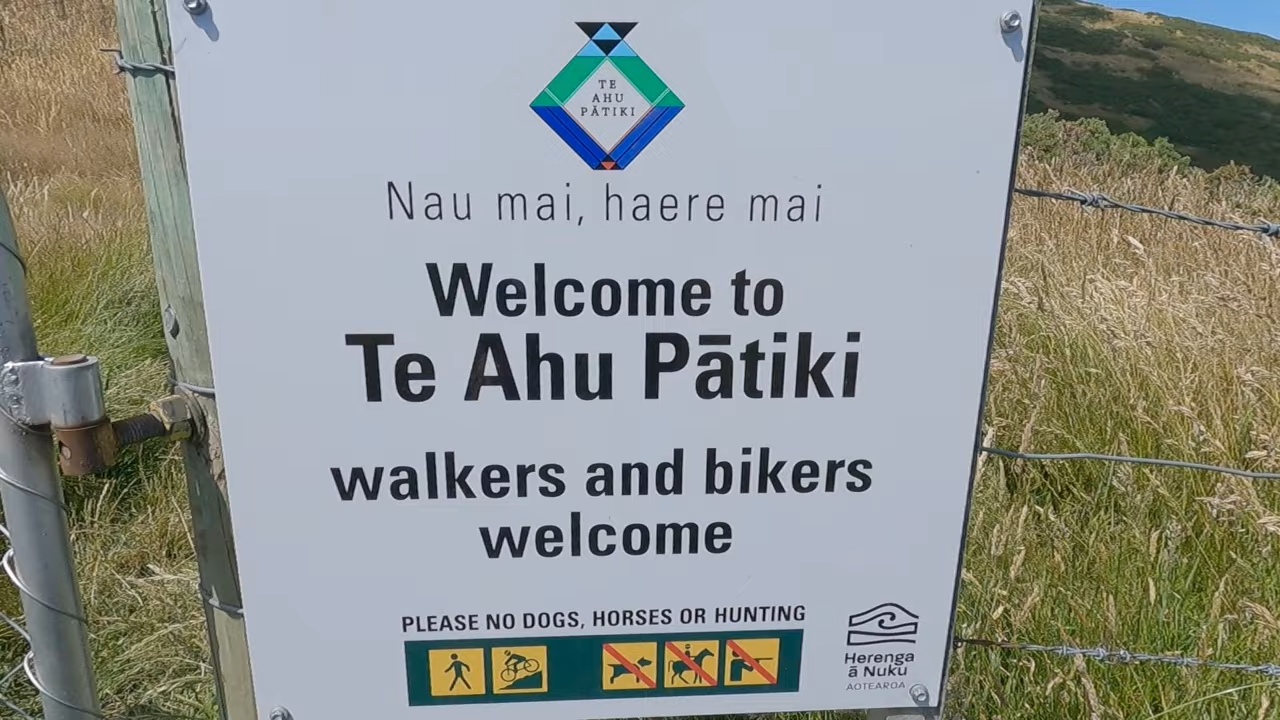 TE
AHU
PĀTIKI
Nau mai, haere mai
Welcome to
Te Ahu Pātiki
walkers and bikers
welcome
PLEASE NO DOGS, HORSES OR HUNTING
Herenga
ā Nuku
AOTEAROA